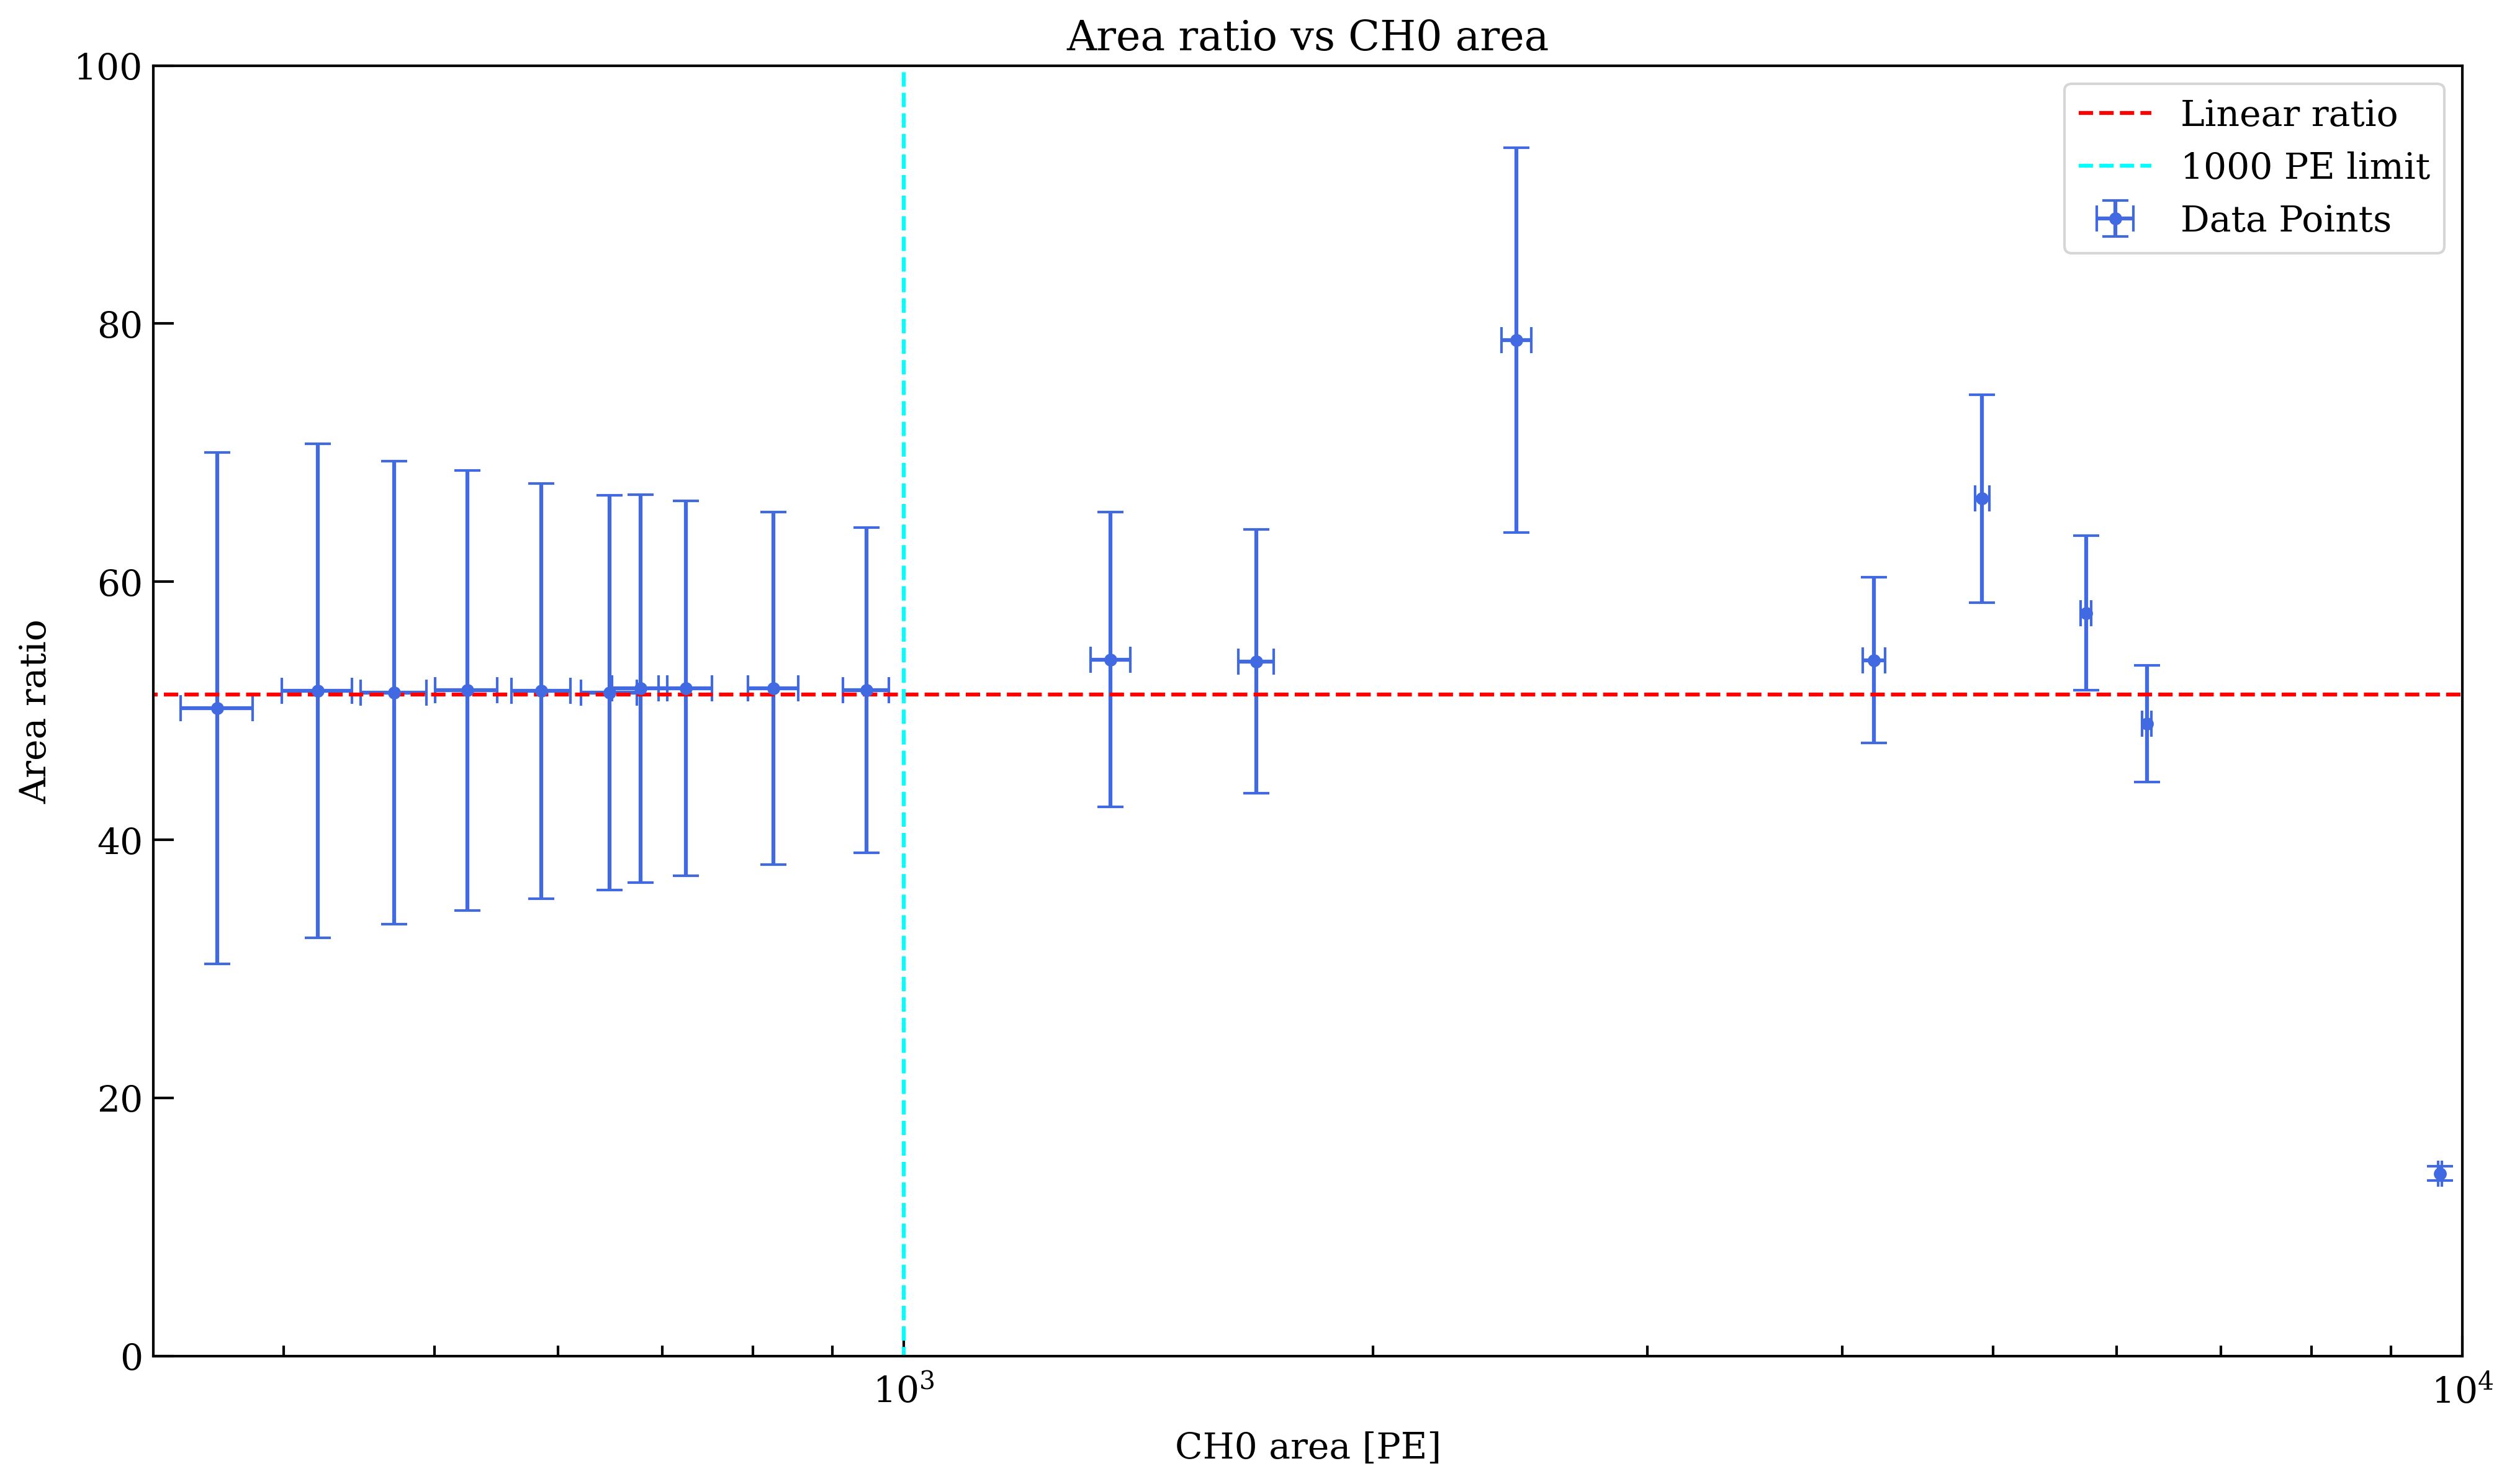 Area ratio vs CH0 area
100
80
60
40
20
0
Area ratio
Linear ratio
1000 PE limit
Data Points
10³
10⁴
CH0 area [PE]